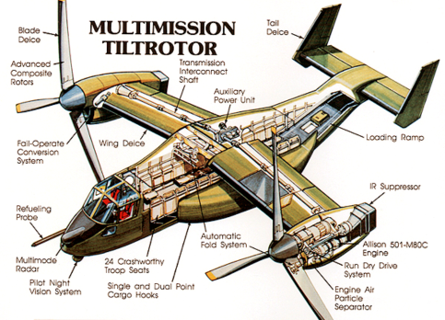 MULTIMISSION
TILTROTOR
Blade
Deice
Advanced
Composite
Rotors
Transmission
Interconnect
Shaft
Auxiliary
Power Unit
Tail
Deice
Fail-Operate
Conversion
System
Wing Deice
Loading Ramp
Refueling
Probe
Multimode
Radar
Pilot Night
Vision System
24 Crashworthy
Troop Seats
Single and Dual Point
Cargo Hooks
Automatic
Fold System
IR Suppressor
Allison 501-M80C
Engine
Run Dry Drive
System
Engine Air
Particle
Separator